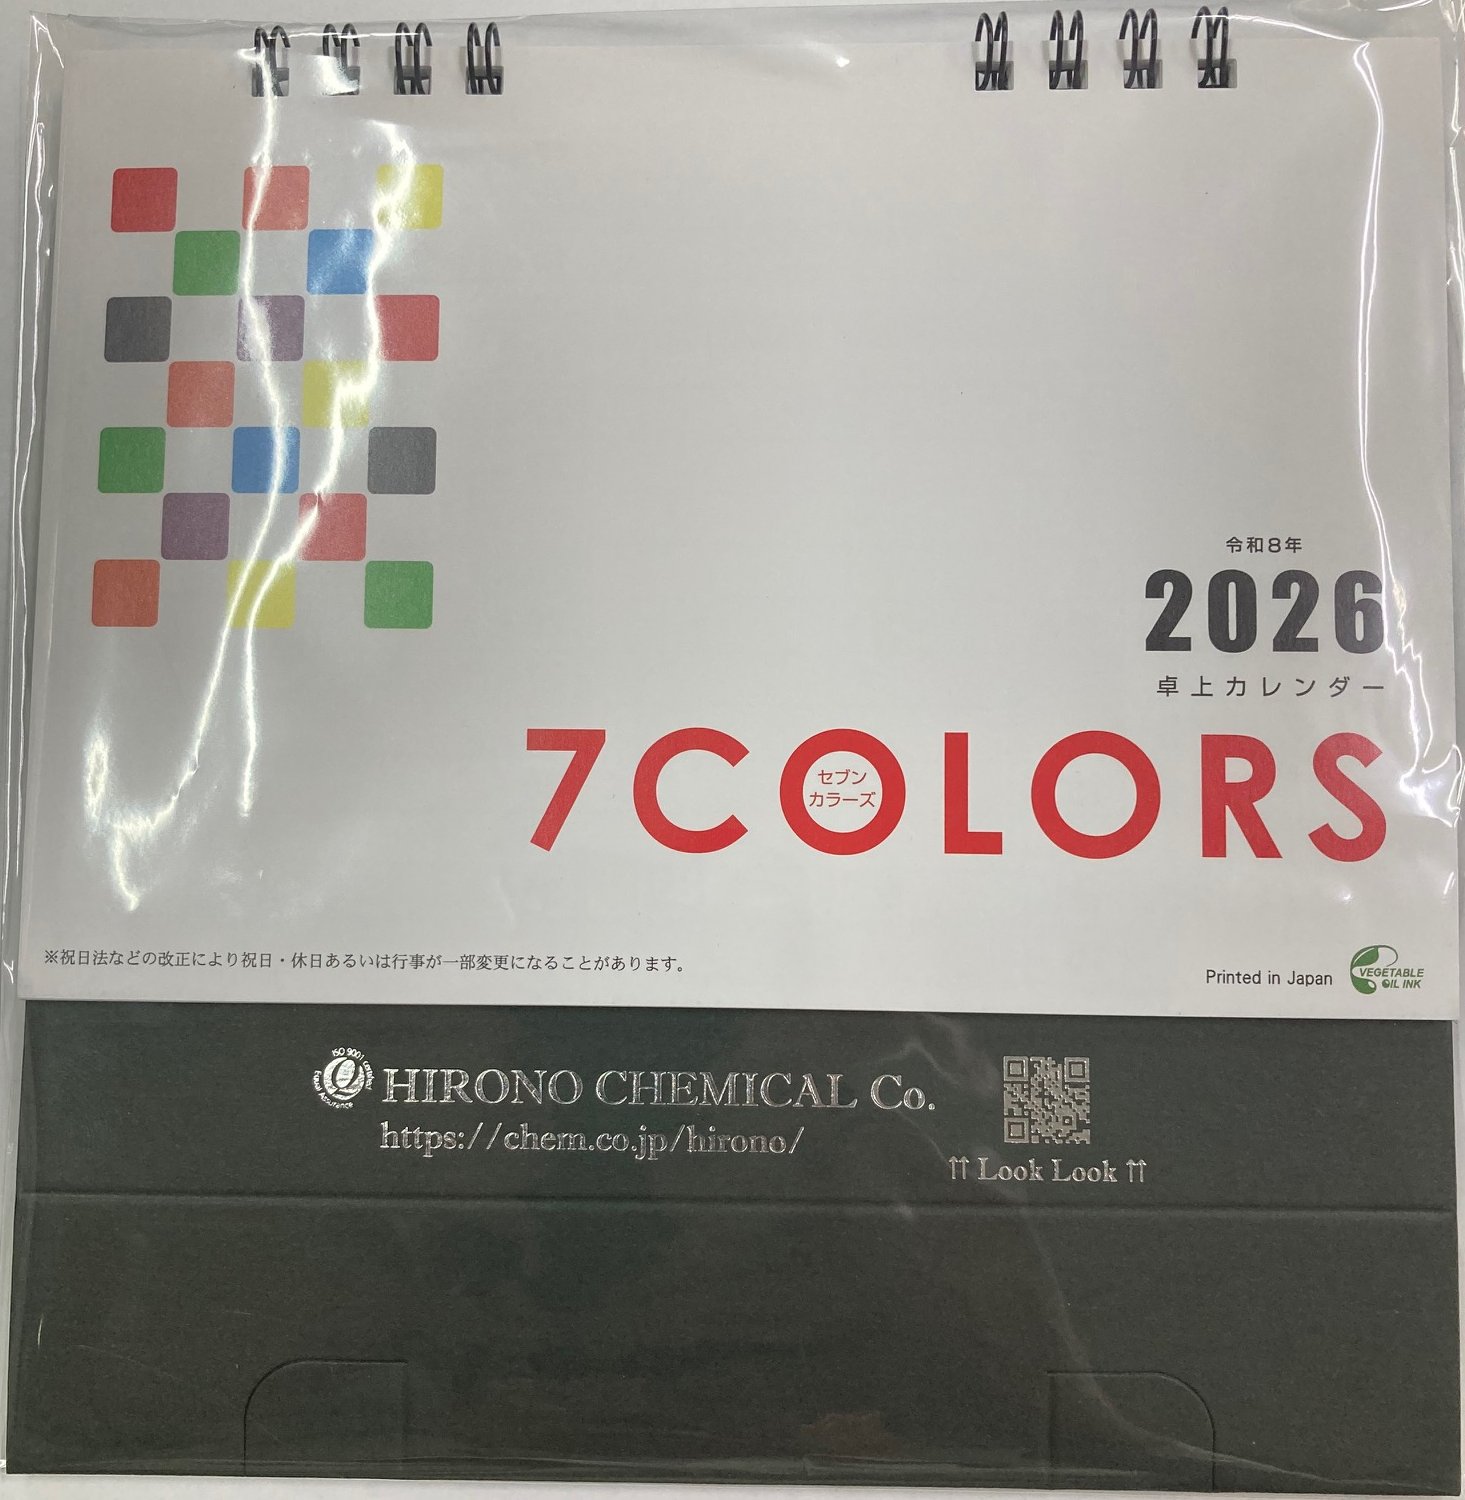 令和8年
2026
卓上カレンダー
7COLORS
セブン
カラーズ
※祝日法などの改正により祝日・休日あるいは行事が一部変更になることがあります。
Printed in Japan
VEGETABLE
OIL INK
ISO 9001
Assurance
HIRONO CHEMICAL Co.
https://chem.co.jp/hirono/
⇈ Look Look ⇈